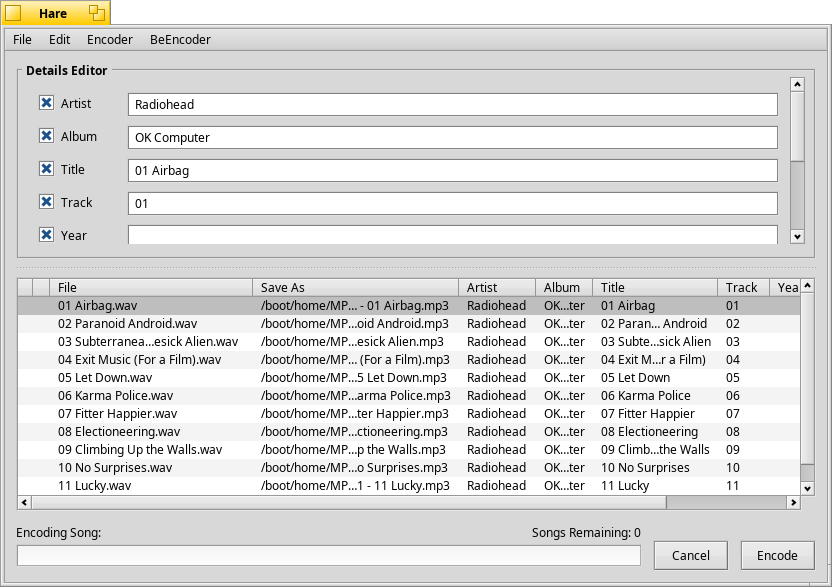 Hare
File Edit Encoder BeEncoder
Details Editor
Artist Radiohead
Album OK Computer
Title 01 Airbag
Track 01
Year
File Save As Artist Album Title Track Yea
01 Airbag.wav /boot/home/MP... - 01 Airbag.mp3 Radiohead OK...ter 01 Airbag 01
02 Paranoid Android.wav /boot/home/MP...oid Android.mp3 Radiohead OK...ter 02 Paran... Android 02
03 Subterranea...esick Alien.wav /boot/home/MP...esick Alien.mp3 Radiohead OK...ter 03 Subte...sick Alien 03
04 Exit Music (For a Film).wav /boot/home/MP... (For a Film).mp3 Radiohead OK...ter 04 Exit M...r a Film) 04
05 Let Down.wav /boot/home/MP...5 Let Down.mp3 Radiohead OK...ter 05 Let Down 05
06 Karma Police.wav /boot/home/MP...arma Police.mp3 Radiohead OK...ter 06 Karma Police 06
07 Fitter Happier.wav /boot/home/MP...ter Happier.mp3 Radiohead OK...ter 07 Fitter Happier 07
08 Electioneering.wav /boot/home/MP...ctioneering.mp3 Radiohead OK...ter 08 Electioneering 08
09 Climbing Up the Walls.wav /boot/home/MP...p the Walls.mp3 Radiohead OK...ter 09 Climb...the Walls 09
10 No Surprises.wav /boot/home/MP...o Surprises.mp3 Radiohead OK...ter 10 No Surprises 10
11 Lucky.wav /boot/home/MP...1 - 11 Lucky.mp3 Radiohead OK...ter 11 Lucky 11
Encoding Song: Songs Remaining: 0
Cancel Encode